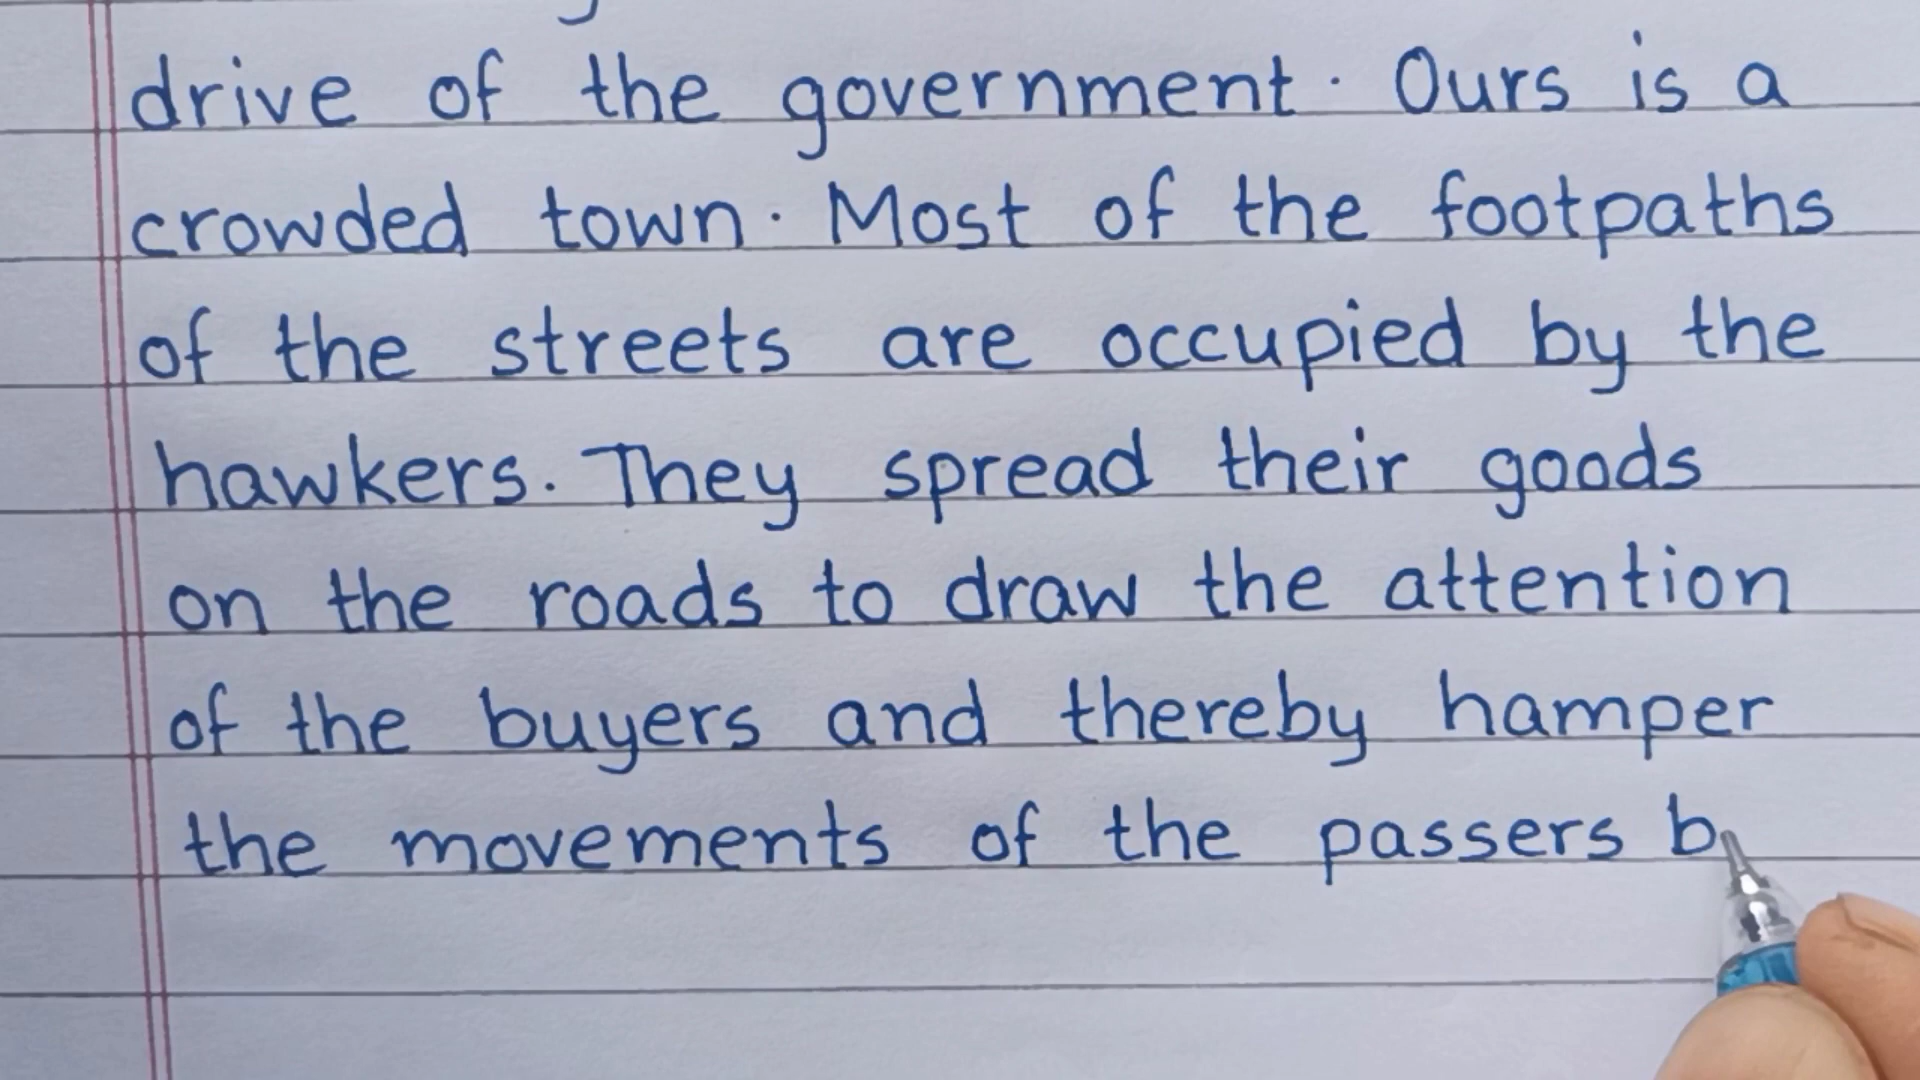 drive of the government. Ours is a
crowded town. Most of the footpaths
of the streets are occupied by the
hawkers. They spread their goods
on the roads to draw the attention
of the buyers and thereby hamper
the movements of the passers b